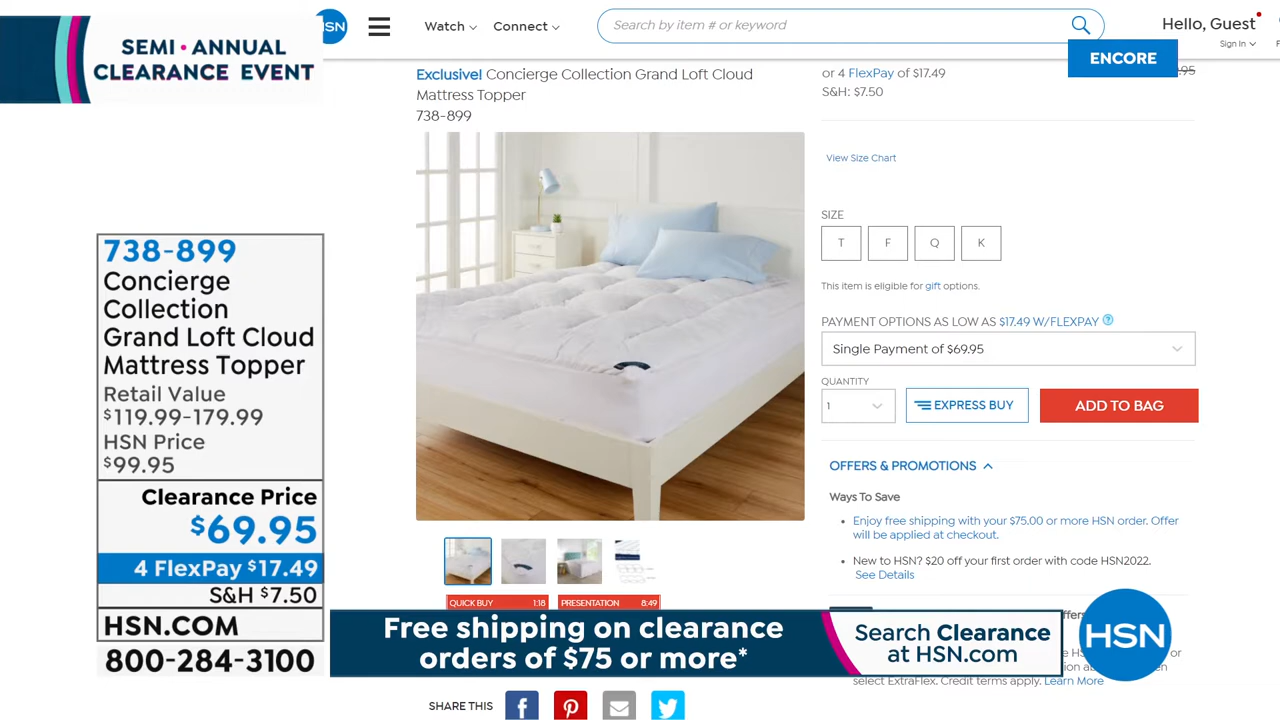 SEMI • ANNUAL
CLEARANCE EVENT
HSN
Watch
Connect
Search by item # or keyword
Hello, Guest
Sign In
ENCORE
Exclusive! Concierge Collection Grand Loft Cloud
Mattress Topper
738-899
or 4 FlexPay of $17.49
S&H: $7.50
View Size Chart
SIZE
T F Q K
This item is eligible for gift options.
PAYMENT OPTIONS AS LOW AS $17.49 W/FLEXPAY ?
Single Payment of $69.95
QUANTITY
1
EXPRESS BUY
ADD TO BAG
OFFERS & PROMOTIONS
Ways To Save
• Enjoy free shipping with your $75.00 or more HSN order. Offer
will be applied at checkout.
• New to HSN? $20 off your first order with code HSN2022.
See Details
select ExtraFlex. Credit terms apply. Learn More
QUICK BUY 1:18
PRESENTATION 8:49
SHARE THIS
738-899
Concierge
Collection
Grand Loft Cloud
Mattress Topper
Retail Value
$119.99-179.99
HSN Price
$99.95
Clearance Price
$69.95
4 FlexPay $17.49
S&H $7.50
HSN.COM
800-284-3100
Free shipping on clearance
orders of $75 or more*
Search Clearance
at HSN.com
HSN